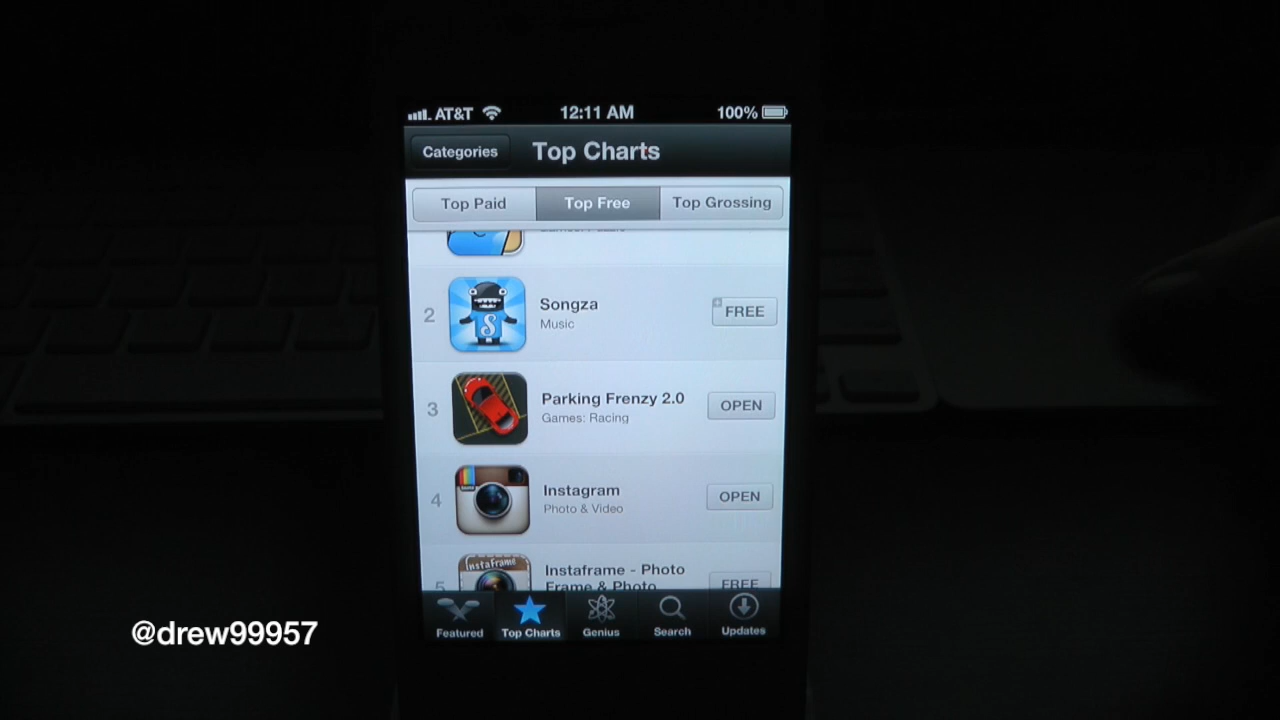 AT&T 12:11 AM 100%
Categories Top Charts
Top Paid Top Free Top Grossing
2 Songza FREE
Music
3 Parking Frenzy 2.0 OPEN
Games: Racing
4 Instagram OPEN
Photo & Video
InstaFrame
5 Instaframe - Photo FREE
Frame & Photo
Featured Top Charts Genius Search Updates
@drew99957